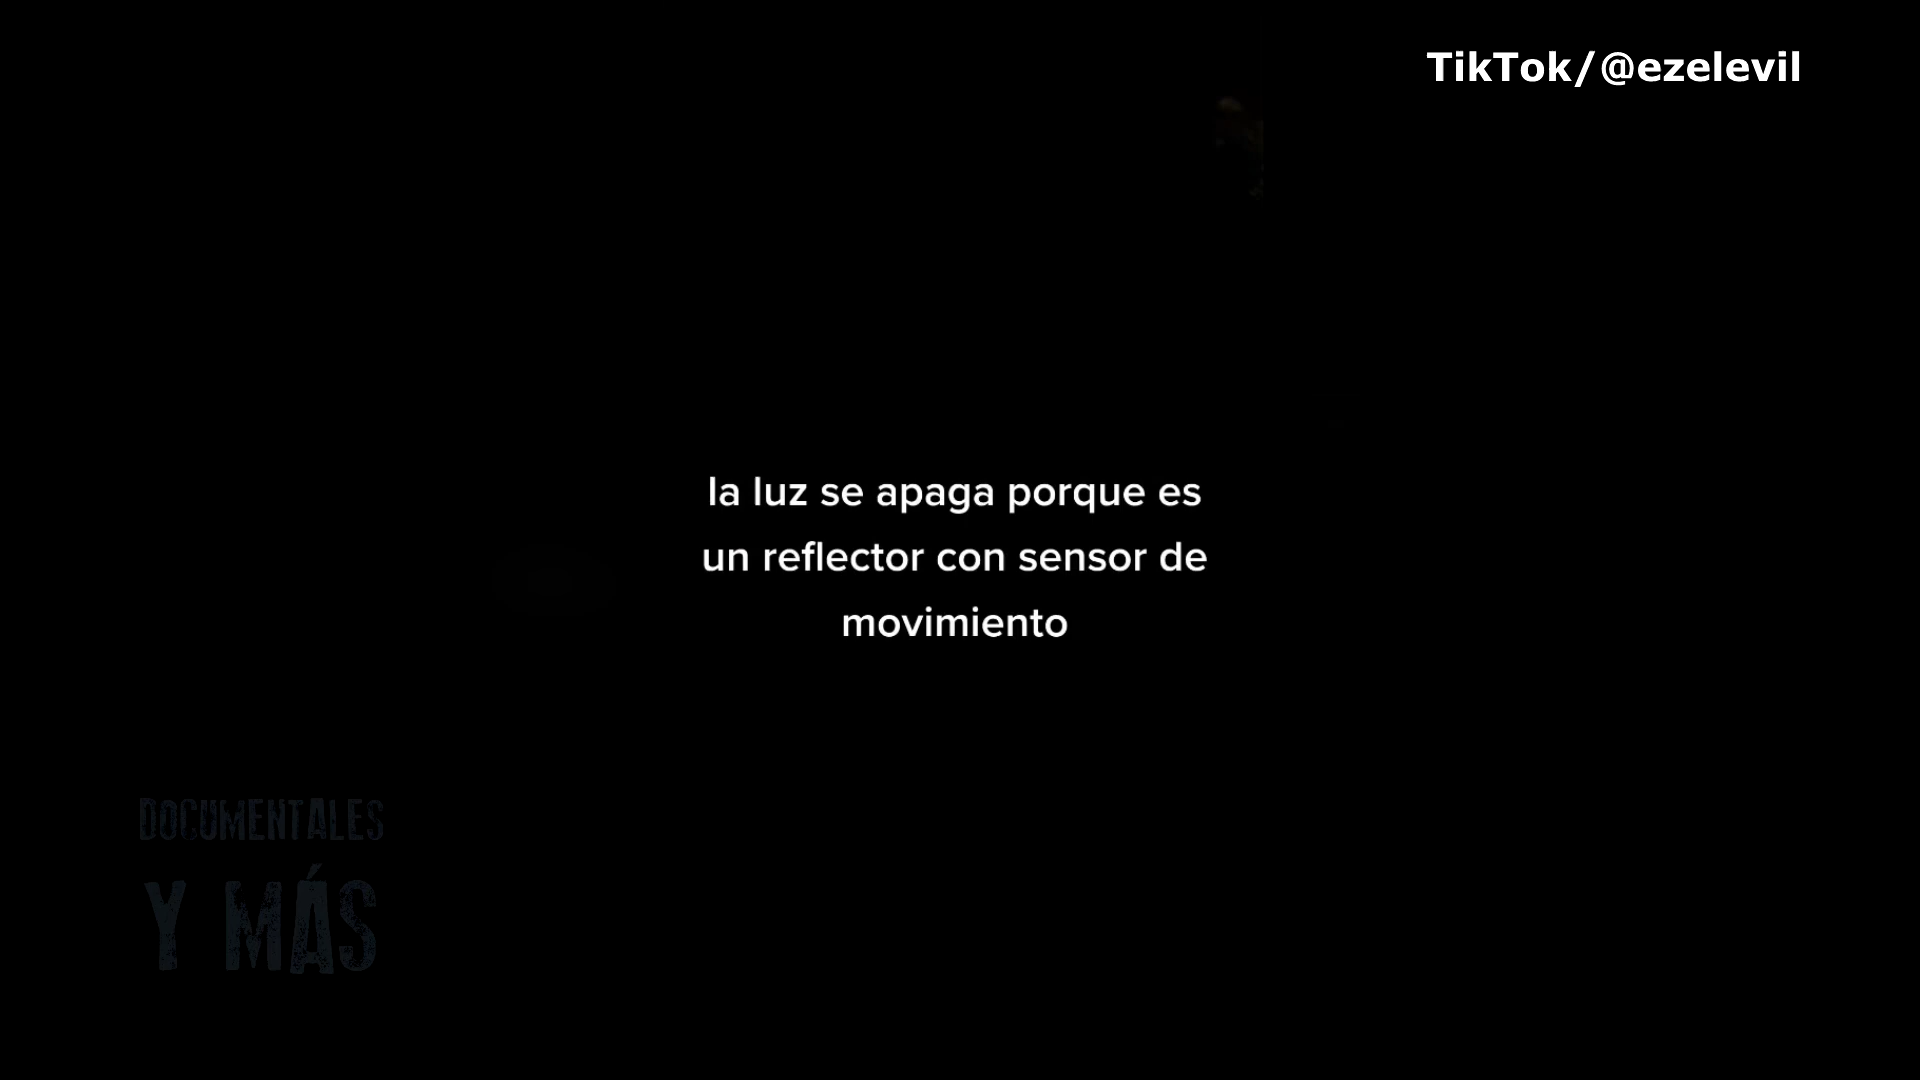 TikTok/@ezelevil
la luz se apaga porque es
un reflector con sensor de
movimiento
DOCUMENTALES
Y MÁS